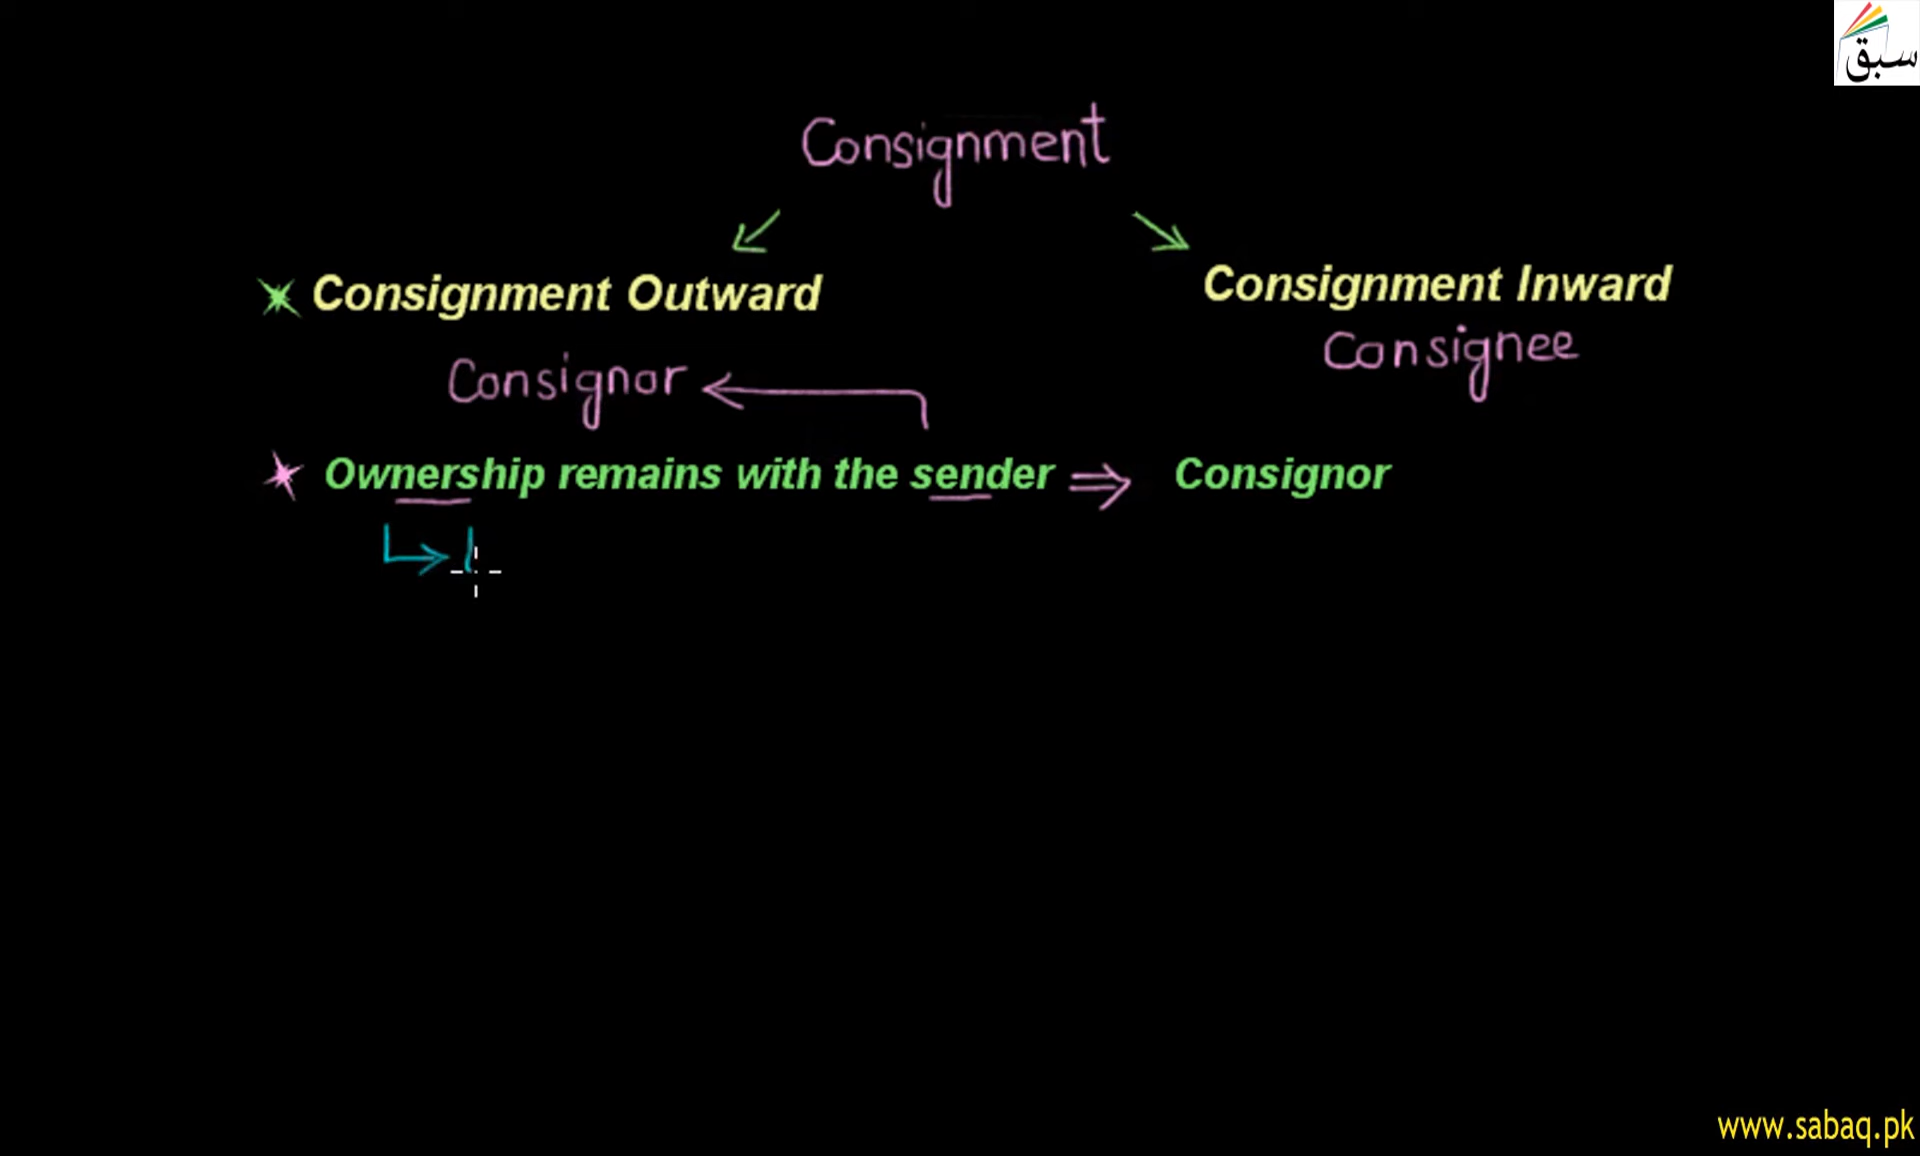 سبق
Consignment
Consignment Outward
Consignment Inward
Consignor
Consignee
Ownership remains with the sender ⇒ Consignor
www.sabaq.pk